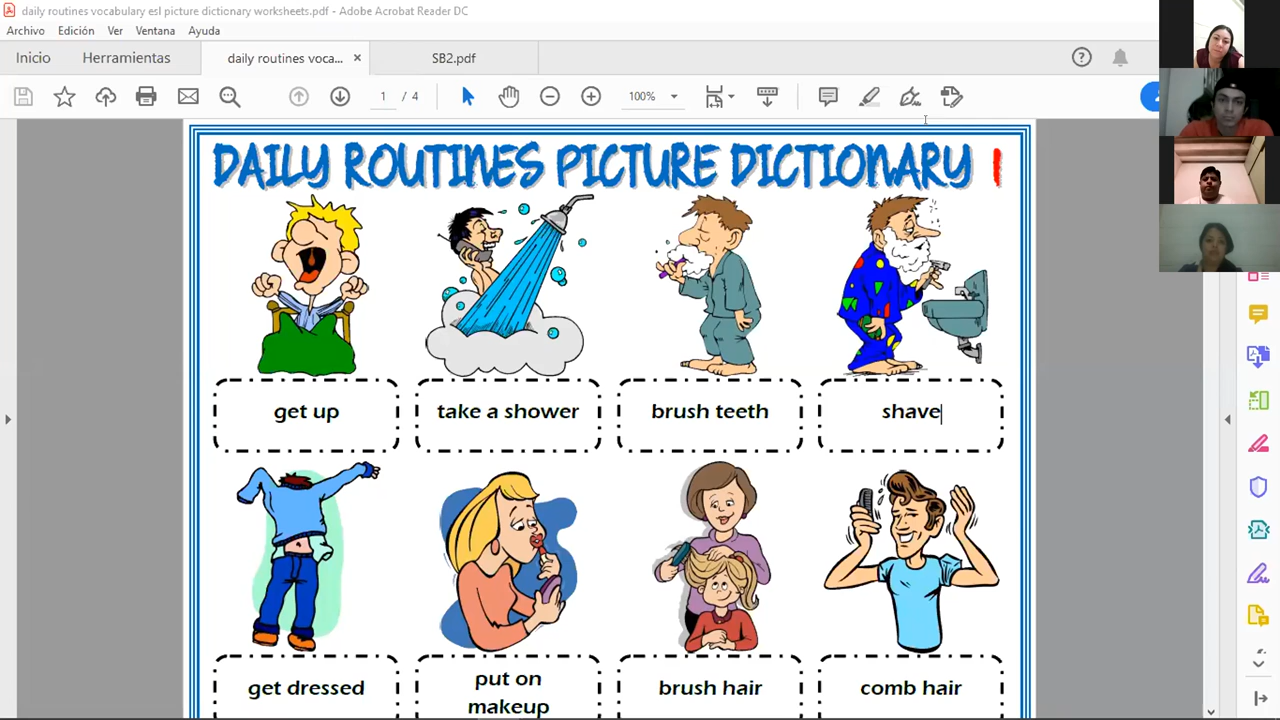 daily routines vocabulary esl picture dictionary worksheets.pdf - Adobe Acrobat Reader DC
Archivo Edición Ver Ventana Ayuda
Inicio Herramientas daily routines voca... SB2.pdf
1 / 4 100%
DAILY ROUTINES PICTURE DICTIONARY 1
get up take a shower brush teeth shave
get dressed put on makeup brush hair comb hair